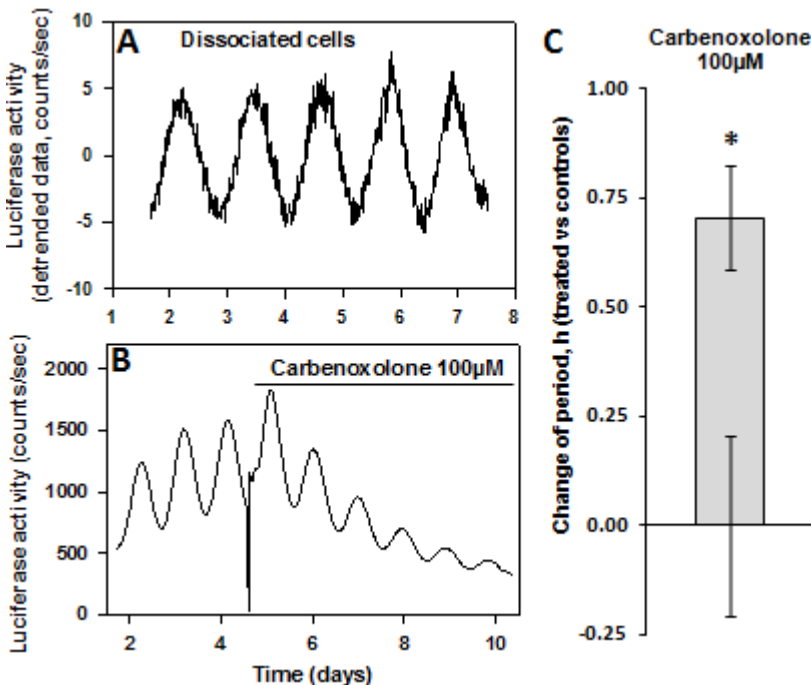 A
Dissociated cells
Luciferase activity
(detrended data, counts/sec)
10
5
0
-5
-10
1 2 3 4 5 6 7 8
B
Carbenoxolone 100µM
Luciferase activity (counts/sec)
2000
1500
1000
500
0
2 4 6 8 10
Time (days)
C
Carbenoxolone
100µM
Change of period, h (treated vs controls)
1.00
0.75
0.50
0.25
0.00
-0.25
*